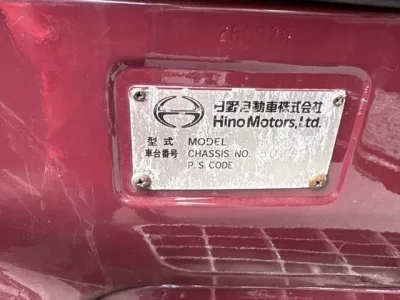 日野自動車株式会社
Hino Motors, Ltd.
型式 MODEL
車台番号 CHASSIS NO.
P.S. CODE